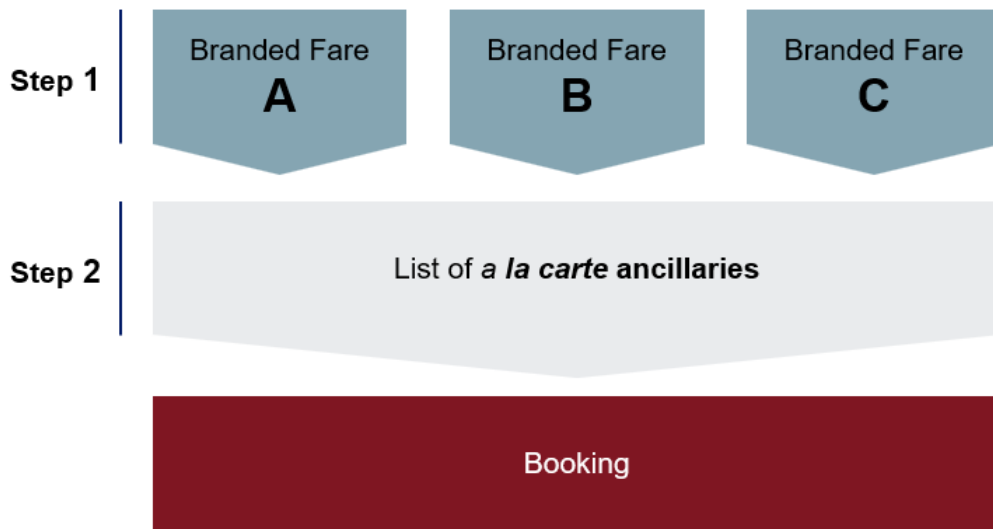 Step 1
Branded Fare
A
Branded Fare
B
Branded Fare
C
Step 2
List of a la carte ancillaries
Booking